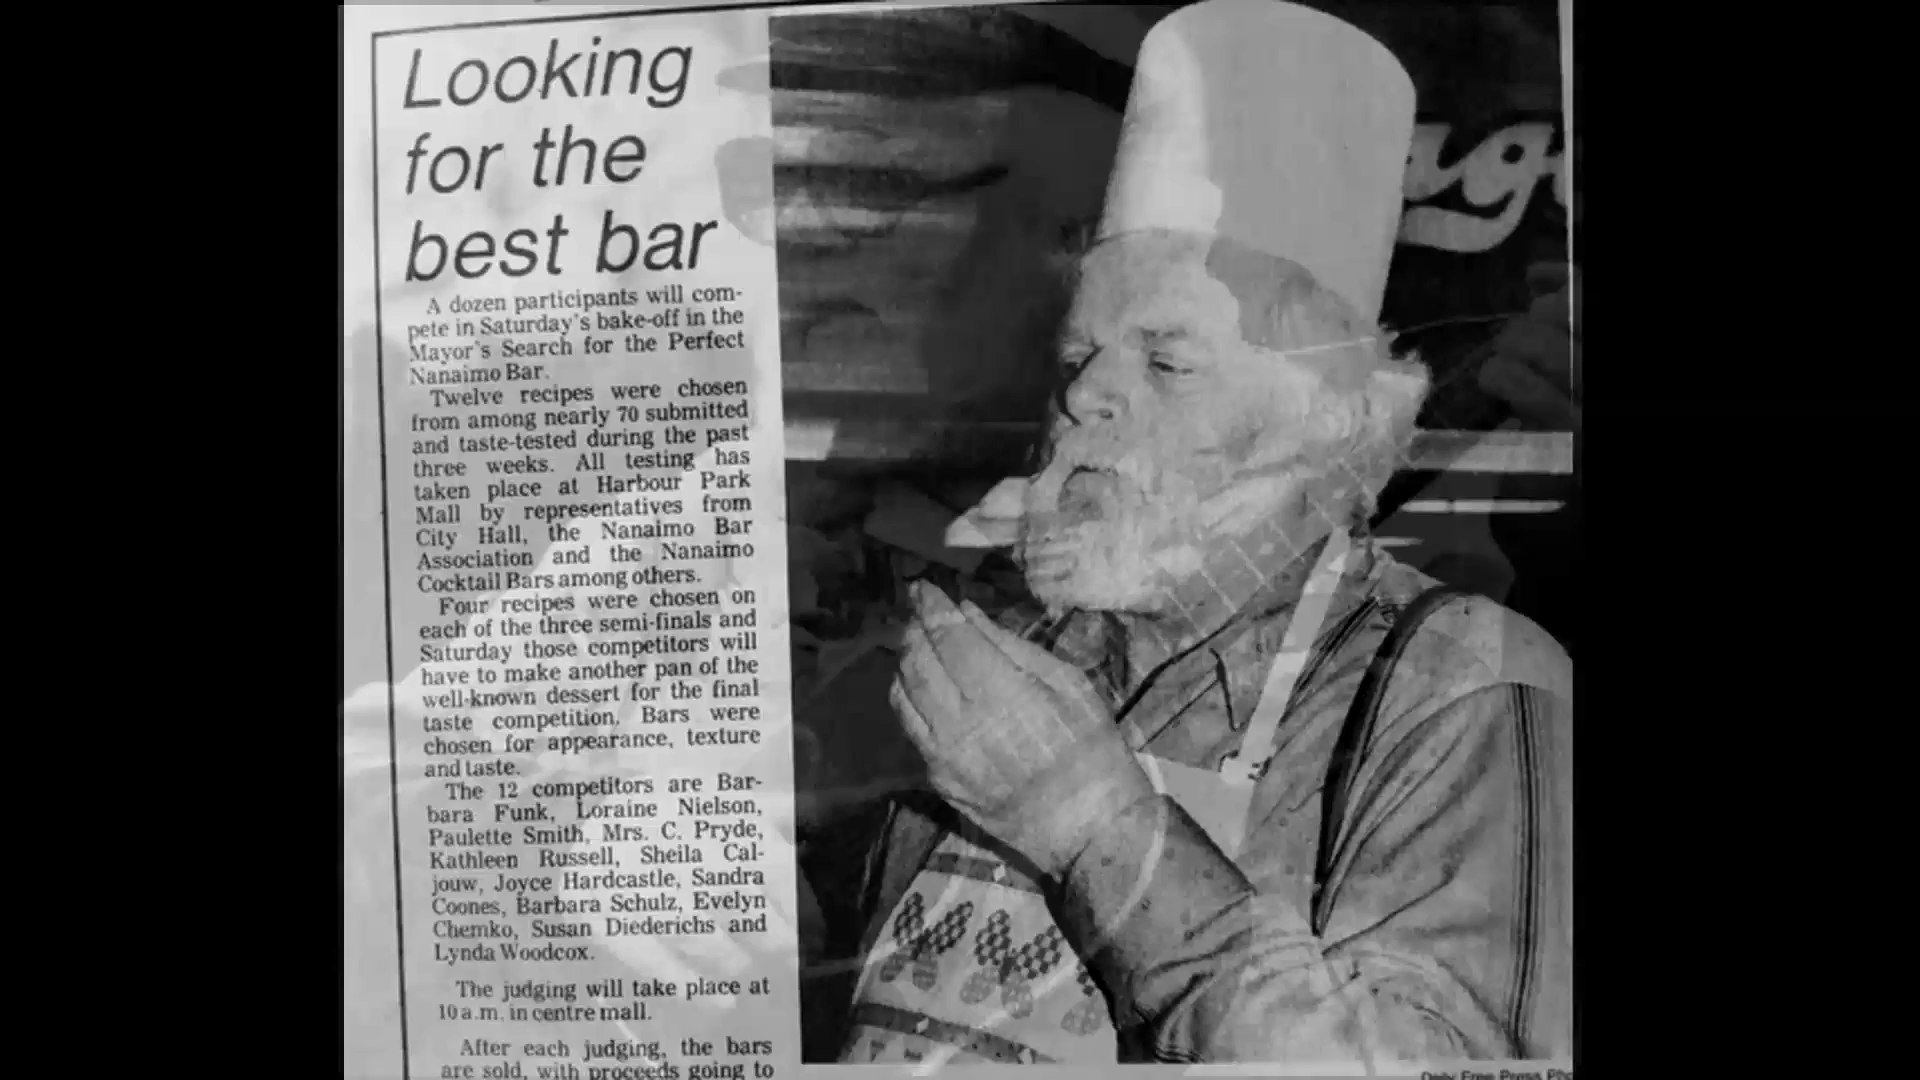 Looking
for the
best bar
A dozen participants will com-
pete in Saturday's bake-off in the
Mayor's Search for the Perfect
Nanaimo Bar.
Twelve recipes were chosen
from among nearly 70 submitted
and taste-tested during the past
three weeks. All testing has
taken place at Harbour Park
Mall by representatives from
City Hall, the Nanaimo Bar
Association and the Nanaimo
Cocktail Bars among others.
Four recipes were chosen on
each of the three semi-finals and
Saturday those competitors will
have to make another pan of the
well-known dessert for the final
taste competition. Bars were
chosen for appearance, texture
and taste.
The 12 competitors are Bar-
bara Funk, Loraine Nielson,
Paulette Smith, Mrs. C. Pryde,
Kathleen Russell, Sheila Cal-
jouw, Joyce Hardcastle, Sandra
Coones, Barbara Schulz, Evelyn
Chemko, Susan Diederichs and
Lynda Woodcox.
The judging will take place at
10 a.m. in centre mall.
After each judging, the bars
are sold, with proceeds going to
Daily Free Press Pho